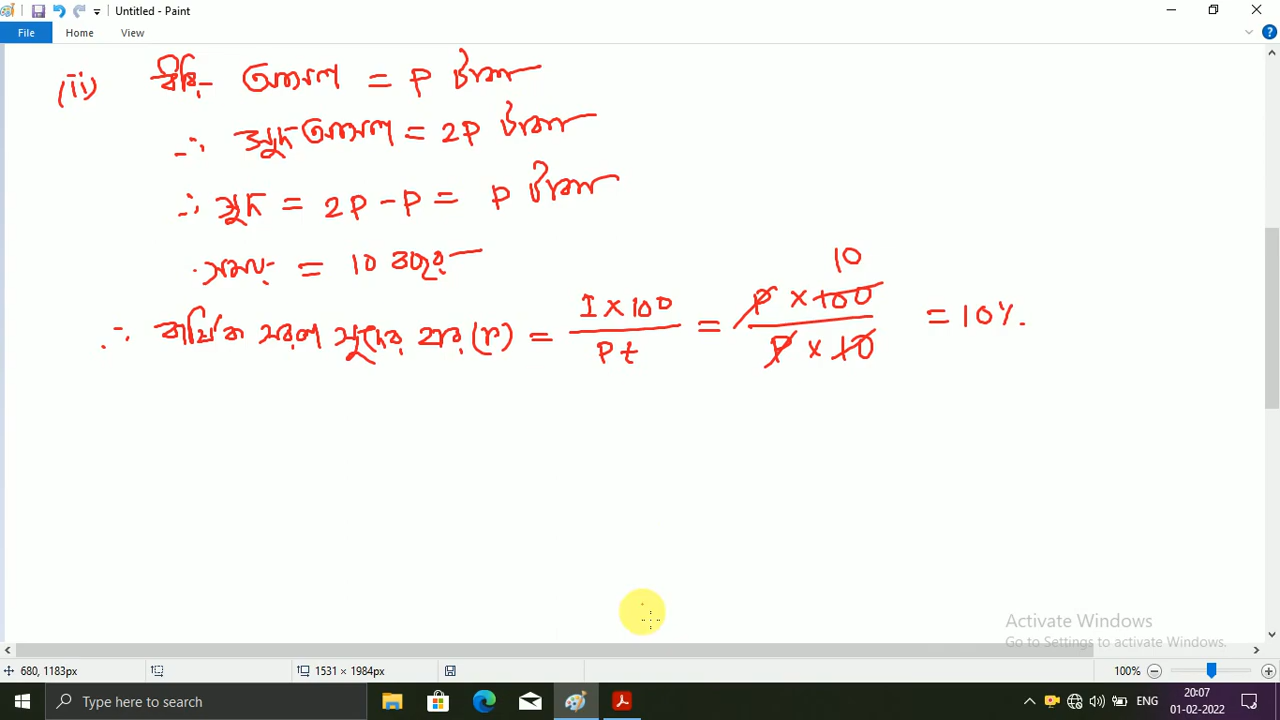 Untitled - Paint
File Home View
(ii) ধরি, আসল = P টাকা
∴ সুদআসল = 2P টাকা
∴ সুদ = 2P - P = P টাকা
সময় = 10 বছর
∴ বার্ষিক সরল সুদের হার (r) = I × 100 / Pt = P × 100 / P × 10 = 10%.
10
Activate Windows
Go to Settings to activate Windows.
680, 1183px 1531 × 1984px 100%
Type here to search
ENG
20:07
01-02-2022